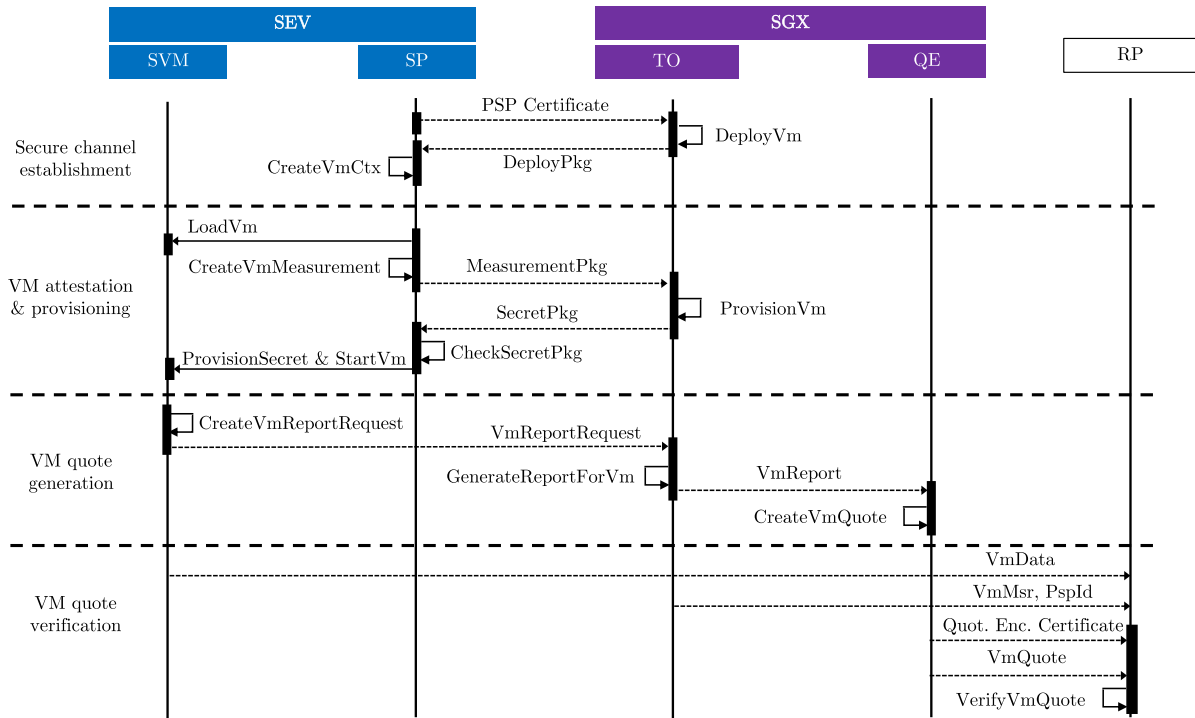 SEV
SGX
SVM
SP
TO
QE
RP
PSP Certificate
DeployVm
Secure channel
establishment
DeployPkg
CreateVmCtx
LoadVm
CreateVmMeasurement
MeasurementPkg
VM attestation
& provisioning
SecretPkg
ProvisionVm
CheckSecretPkg
ProvisionSecret & StartVm
CreateVmReportRequest
VmReportRequest
VM quote
generation
GenerateReportForVm
VmReport
CreateVmQuote
VmData
VmMsr, PspId
VM quote
verification
Quot. Enc. Certificate
VmQuote
VerifyVmQuote